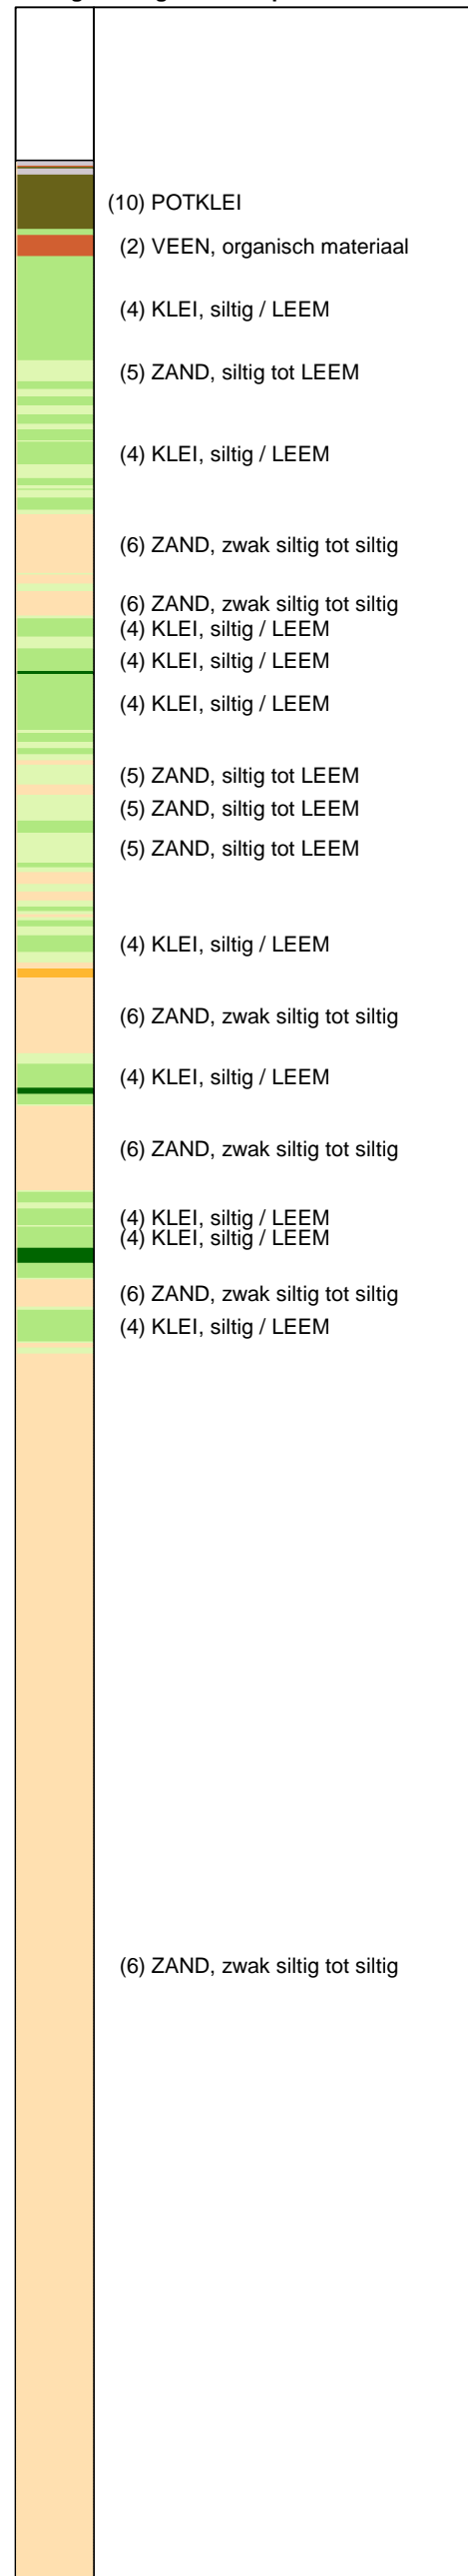 (10) POTKLEI
(2) VEEN, organisch materiaal
(4) KLEI, siltig / LEEM
(5) ZAND, siltig tot LEEM
(4) KLEI, siltig / LEEM
(6) ZAND, zwak siltig tot siltig
(6) ZAND, zwak siltig tot siltig
(4) KLEI, siltig / LEEM
(4) KLEI, siltig / LEEM
(4) KLEI, siltig / LEEM
(5) ZAND, siltig tot LEEM
(5) ZAND, siltig tot LEEM
(5) ZAND, siltig tot LEEM
(4) KLEI, siltig / LEEM
(6) ZAND, zwak siltig tot siltig
(4) KLEI, siltig / LEEM
(6) ZAND, zwak siltig tot siltig
(4) KLEI, siltig / LEEM
(4) KLEI, siltig / LEEM
(6) ZAND, zwak siltig tot siltig
(4) KLEI, siltig / LEEM
(6) ZAND, zwak siltig tot siltig